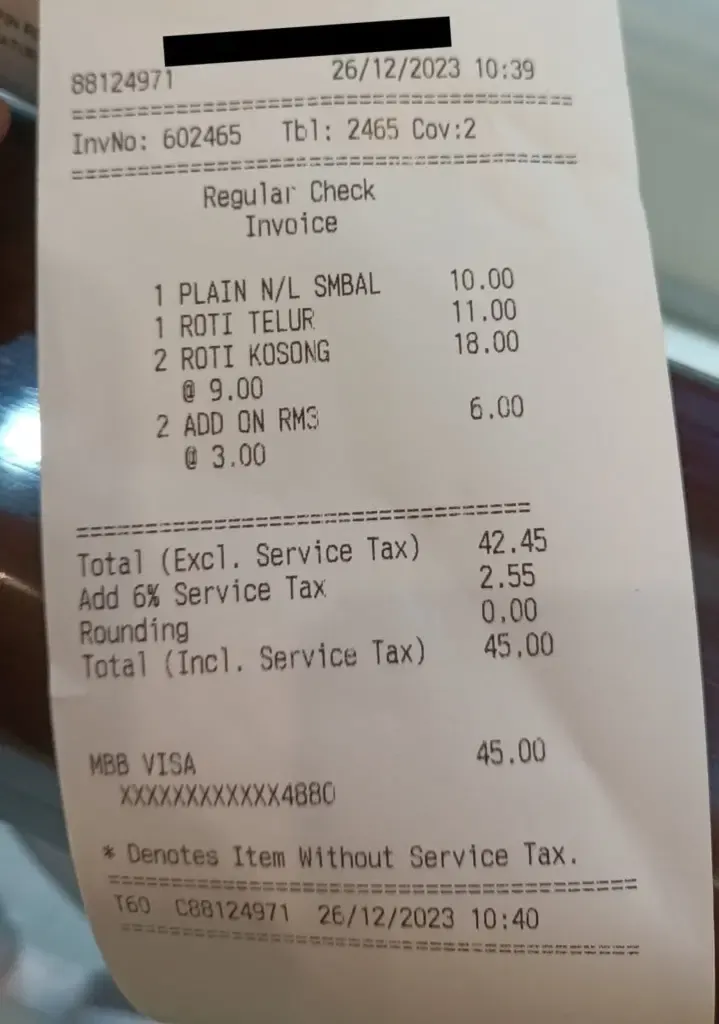 88124971 26/12/2023 10:39
================================
InvNo: 602465 Tbl: 2465 Cov:2
================================
Regular Check
Invoice
1 PLAIN N/L SMBAL 10.00
1 ROTI TELUR 11.00
2 ROTI KOSONG 18.00
@ 9.00
2 ADD ON RM3 6.00
@ 3.00
================================
Total (Excl. Service Tax) 42.45
Add 6% Service Tax 2.55
Rounding 0.00
Total (Incl. Service Tax) 45.00
MBB VISA 45.00
XXXXXXXXXXXX4880
* Denotes Item Without Service Tax.
================================
T60 C88124971 26/12/2023 10:40
================================